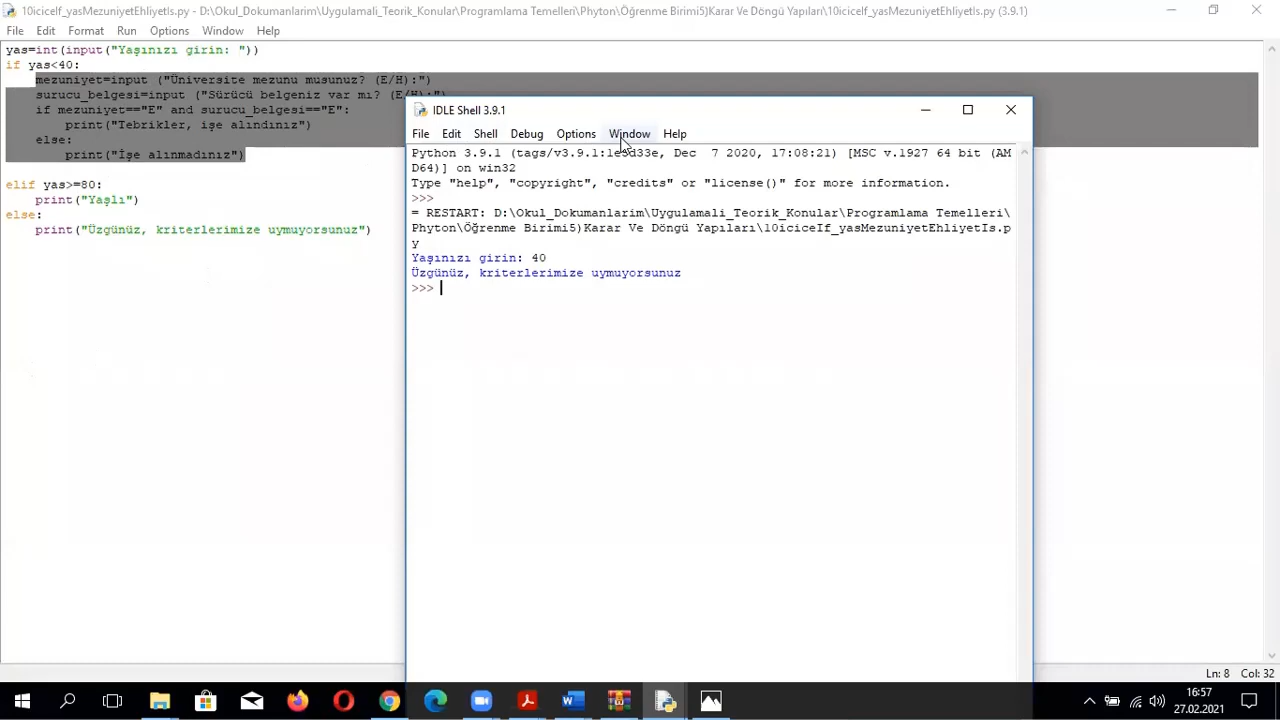 10iciceIf_yasMezuniyetEhliyetIs.py - D:\Okul_Dokumanlarim\Uygulamali_Teorik_Konular\Programlama Temelleri\Phyton\Öğrenme Birimi5)Karar Ve Döngü Yapıları\10iciceIf_yasMezuniyetEhliyetIs.py (3.9.1)
File Edit Format Run Options Window Help
yas=int(input("Yaşınızı girin: "))
if yas<40:
mezuniyet=input ("Üniversite mezunu musunuz? (E/H):")
surucu_belgesi=input ("Sürücü belgeniz var mı? (E/H):")
if mezuniyet=="E" and surucu_belgesi=="E":
print("Tebrikler, işe alındınız")
else:
print("İşe alınmadınız")
elif yas>=80:
print("Yaşlı")
else:
print("Üzgünüz, kriterlerimize uymuyorsunuz")
IDLE Shell 3.9.1
File Edit Shell Debug Options Window Help
Python 3.9.1 (tags/v3.9.1:1e5d33e, Dec 7 2020, 17:08:21) [MSC v.1927 64 bit (AM
D64)] on win32
Type "help", "copyright", "credits" or "license()" for more information.
>>>
= RESTART: D:\Okul_Dokumanlarim\Uygulamali_Teorik_Konular\Programlama Temelleri\
Phyton\Öğrenme Birimi5)Karar Ve Döngü Yapıları\10iciceIf_yasMezuniyetEhliyetIs.p
y
Yaşınızı girin: 40
Üzgünüz, kriterlerimize uymuyorsunuz
>>>
Ln: 8 Col: 32
16:57
27.02.2021